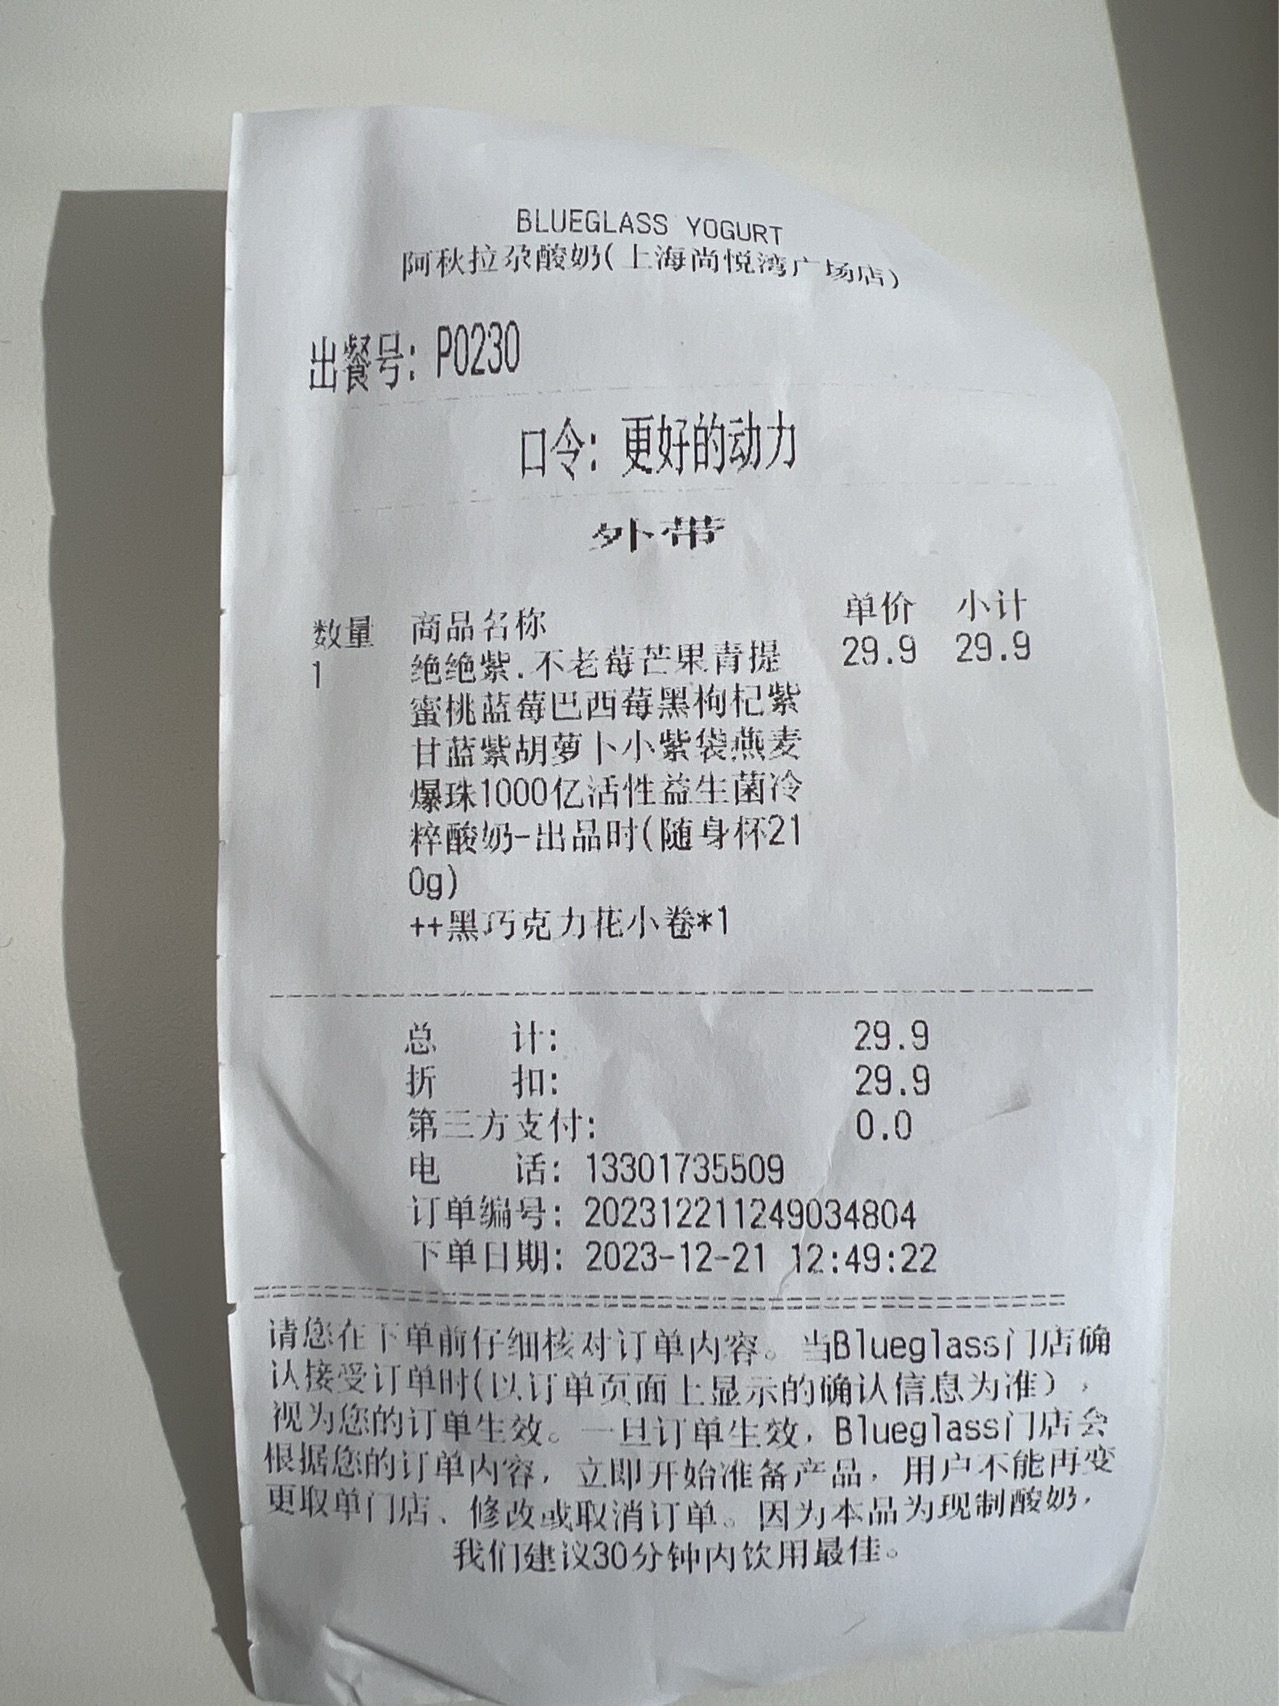 BLUEGLASS YOGURT
阿秋拉尕酸奶(上海尚悦湾广场店)
出餐号: P0230
口令: 更好的动力
外带
数量 商品名称 单价 小计
1 绝绝紫.不老莓芒果青提 29.9 29.9
蜜桃蓝莓巴西莓黑枸杞紫
甘蓝紫胡萝卜小紫袋燕麦
爆珠1000亿活性益生菌冷
粹酸奶-出品时(随身杯21
0g)
++黑巧克力花小卷*1
总 计: 29.9
折 扣: 29.9
第三方支付: 0.0
电 话: 13301735509
订单编号: 202312211249034804
下单日期: 2023-12-21 12:49:22
请您在下单前仔细核对订单内容。当Blueglass门店确
认接受订单时(以订单页面上显示的确认信息为准),
视为您的订单生效。一旦订单生效,Blueglass门店会
根据您的订单内容,立即开始准备产品,用户不能再变
更取单门店、修改或取消订单。因为本品为现制酸奶,
我们建议30分钟内饮用最佳。